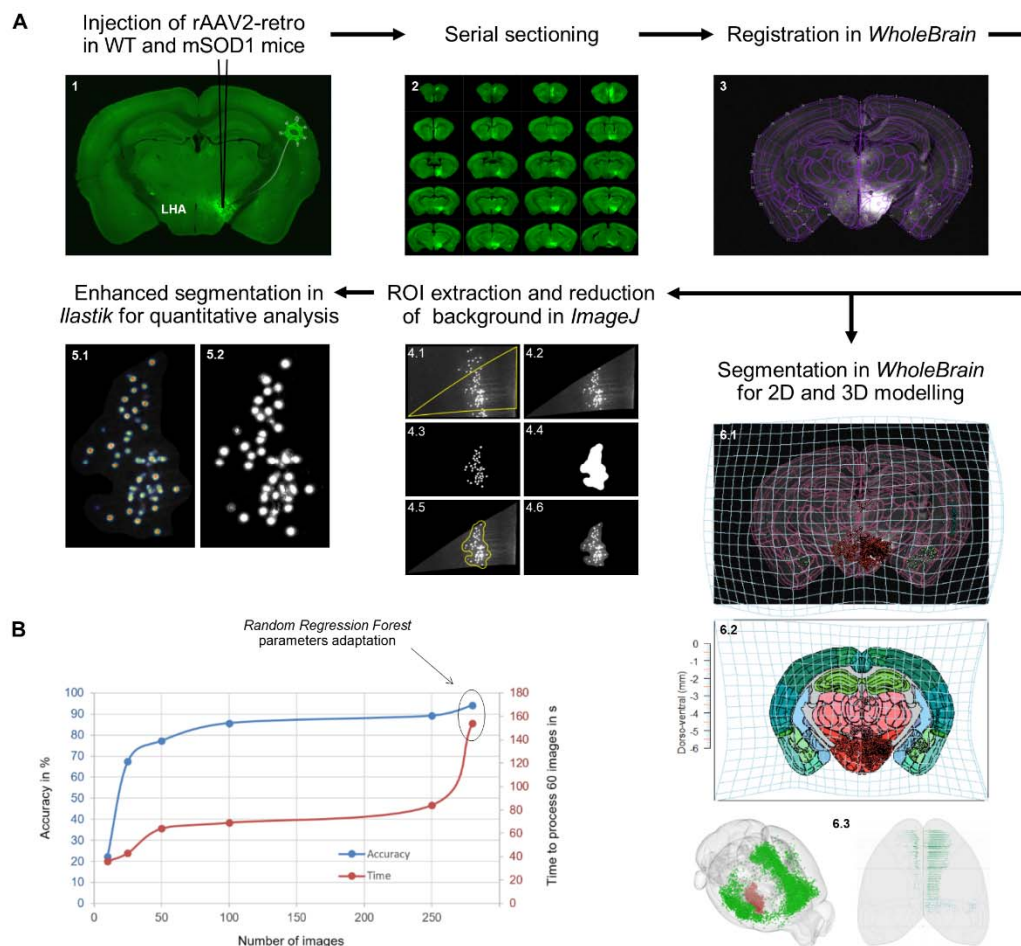 A
Injection of rAAV2-retro
in WT and mSOD1 mice
Serial sectioning
Registration in WholeBrain
1
LHA
2
3
Enhanced segmentation in
Ilastik for quantitative analysis
ROI extraction and reduction
of background in ImageJ
Segmentation in WholeBrain
for 2D and 3D modelling
5.1
5.2
4.1
4.2
4.3
4.4
4.5
4.6
6.1
6.2
0
-1
-2
-3
-4
-5
-6
Dorso-ventral (mm)
6.3
B
Random Regression Forest
parameters adaptation
Accuracy in %
100
90
80
70
60
50
40
30
20
10
0
180
160
140
120
100
80
60
40
20
0
Time to process 60 images in s
Accuracy
Time
0
50
100
150
200
250
Number of images